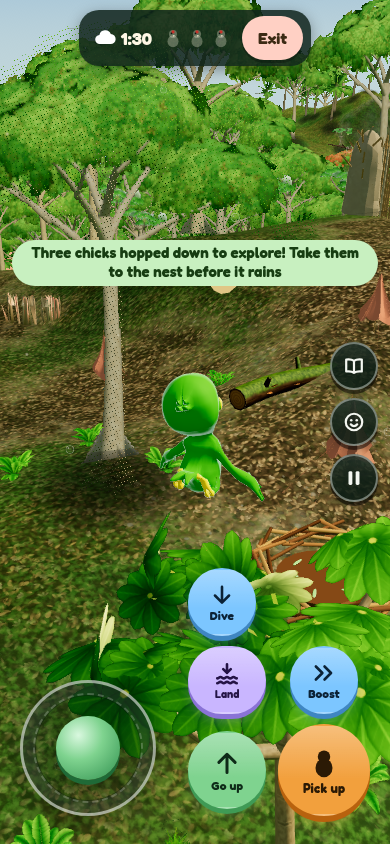 1:30
Exit
Three chicks hopped down to explore! Take them
to the nest before it rains
Dive
Land
Boost
Go up
Pick up